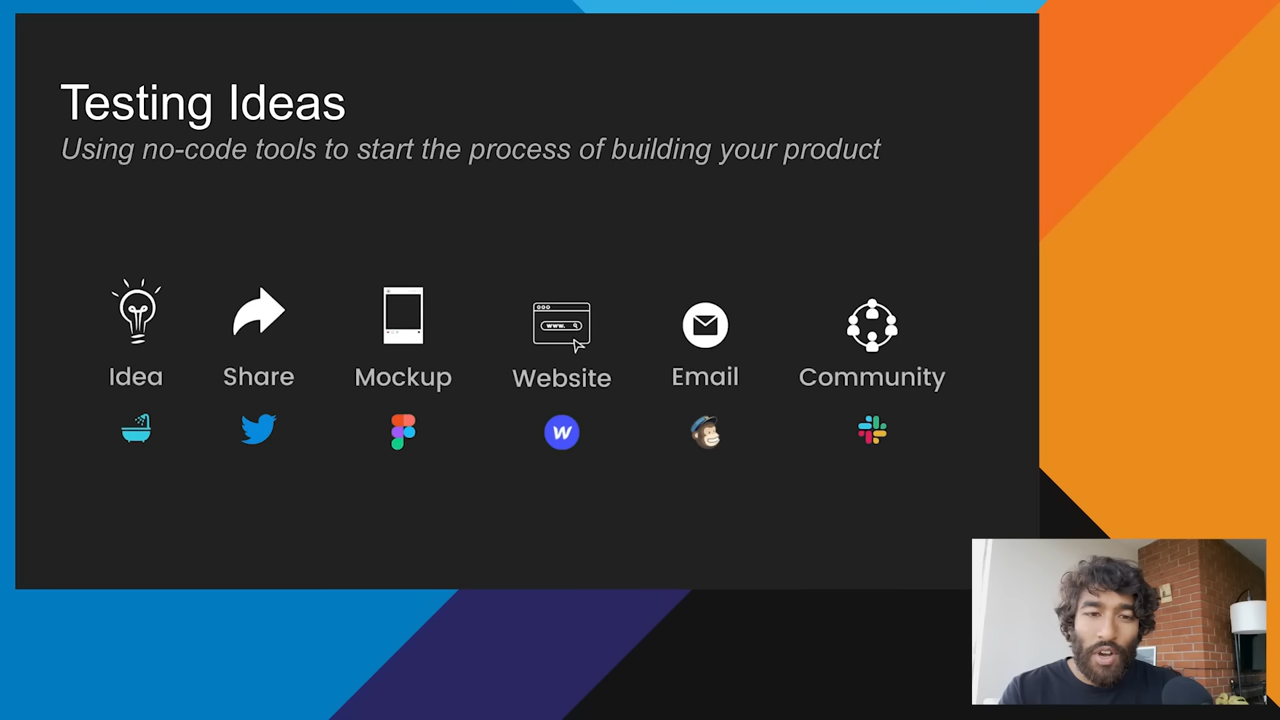 Testing Ideas
Using no-code tools to start the process of building your product
www.
Idea Share Mockup Website Email Community
W